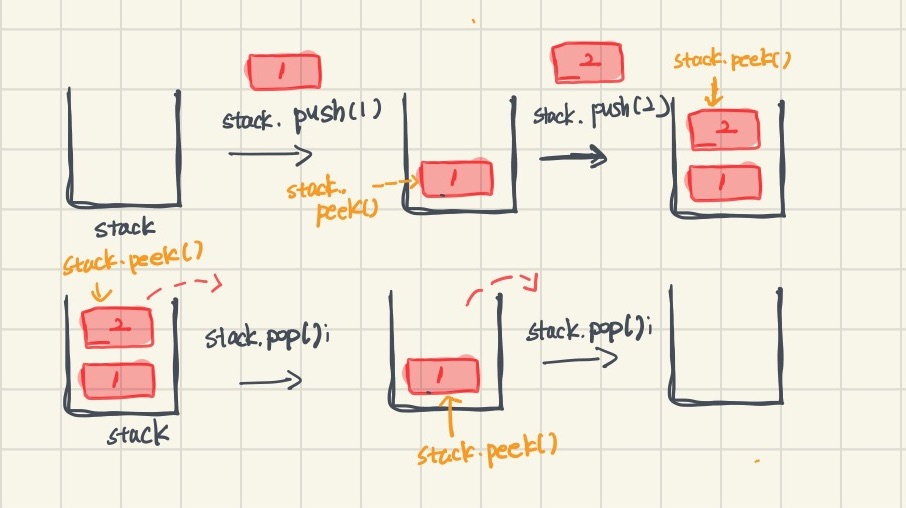 1
2
stack.peek()
stack.push(1)
stack.push(2)
2
1
stack.
peek()
1
stack
stack.peek()
2
1
stack.pop();
1
stack.pop();
stack
stack.peek()